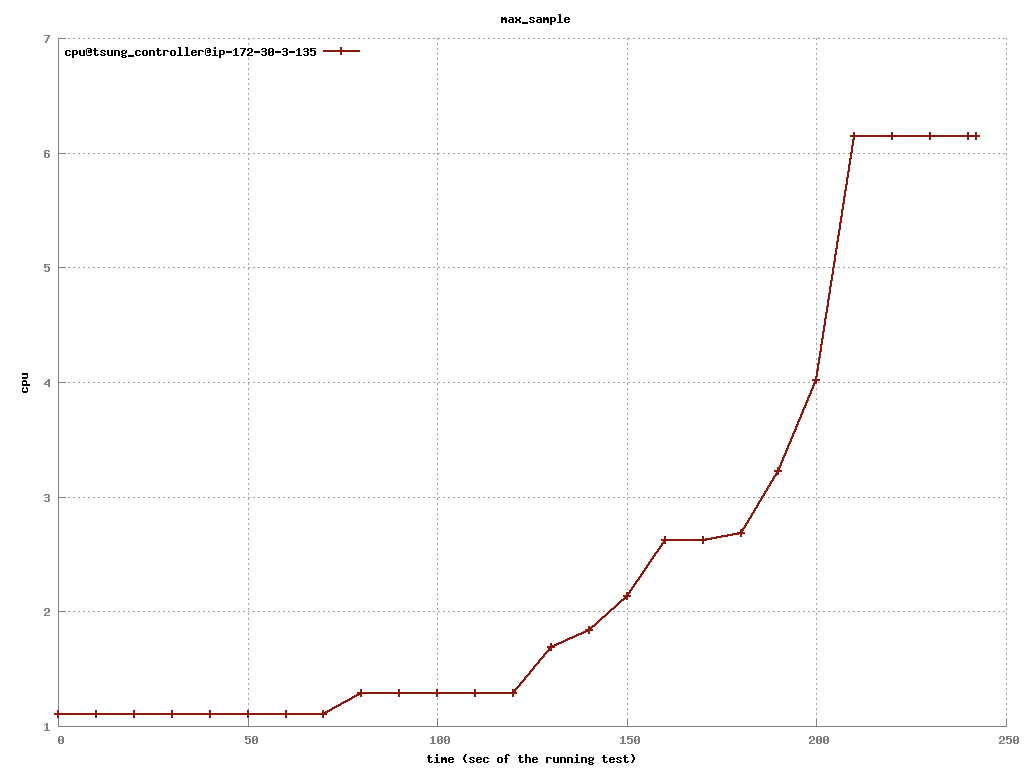 max_sample
7
cpu@tsung_controller@ip-172-30-3-135
6
5
cpu
4
3
2
1
0 50 100 150 200 250
time (sec of the running test)